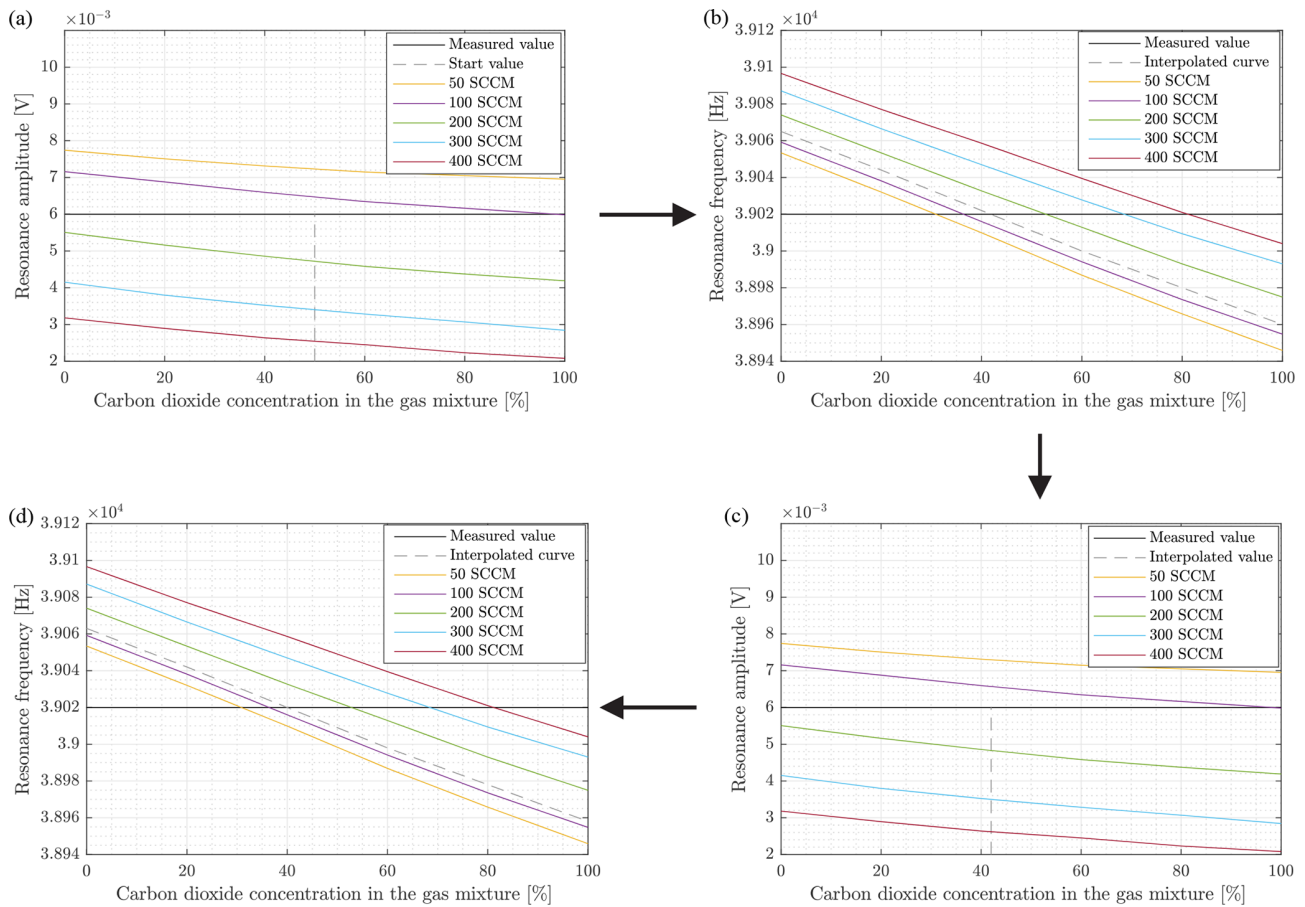 (a)
×10⁻³
Resonance amplitude [V]
10
9
8
7
6
5
4
3
2
0 20 40 60 80 100
Carbon dioxide concentration in the gas mixture [%]
Measured value
Start value
50 SCCM
100 SCCM
200 SCCM
300 SCCM
400 SCCM
(b)
×10⁴
Resonance frequency [Hz]
3.912
3.91
3.908
3.906
3.904
3.902
3.9
3.898
3.896
3.894
0 20 40 60 80 100
Carbon dioxide concentration in the gas mixture [%]
Measured value
Interpolated curve
50 SCCM
100 SCCM
200 SCCM
300 SCCM
400 SCCM
(d)
×10⁴
Resonance frequency [Hz]
3.912
3.91
3.908
3.906
3.904
3.902
3.9
3.898
3.896
3.894
0 20 40 60 80 100
Carbon dioxide concentration in the gas mixture [%]
Measured value
Interpolated curve
50 SCCM
100 SCCM
200 SCCM
300 SCCM
400 SCCM
(c)
×10⁻³
Resonance amplitude [V]
10
9
8
7
6
5
4
3
2
0 20 40 60 80 100
Carbon dioxide concentration in the gas mixture [%]
Measured value
Interpolated value
50 SCCM
100 SCCM
200 SCCM
300 SCCM
400 SCCM